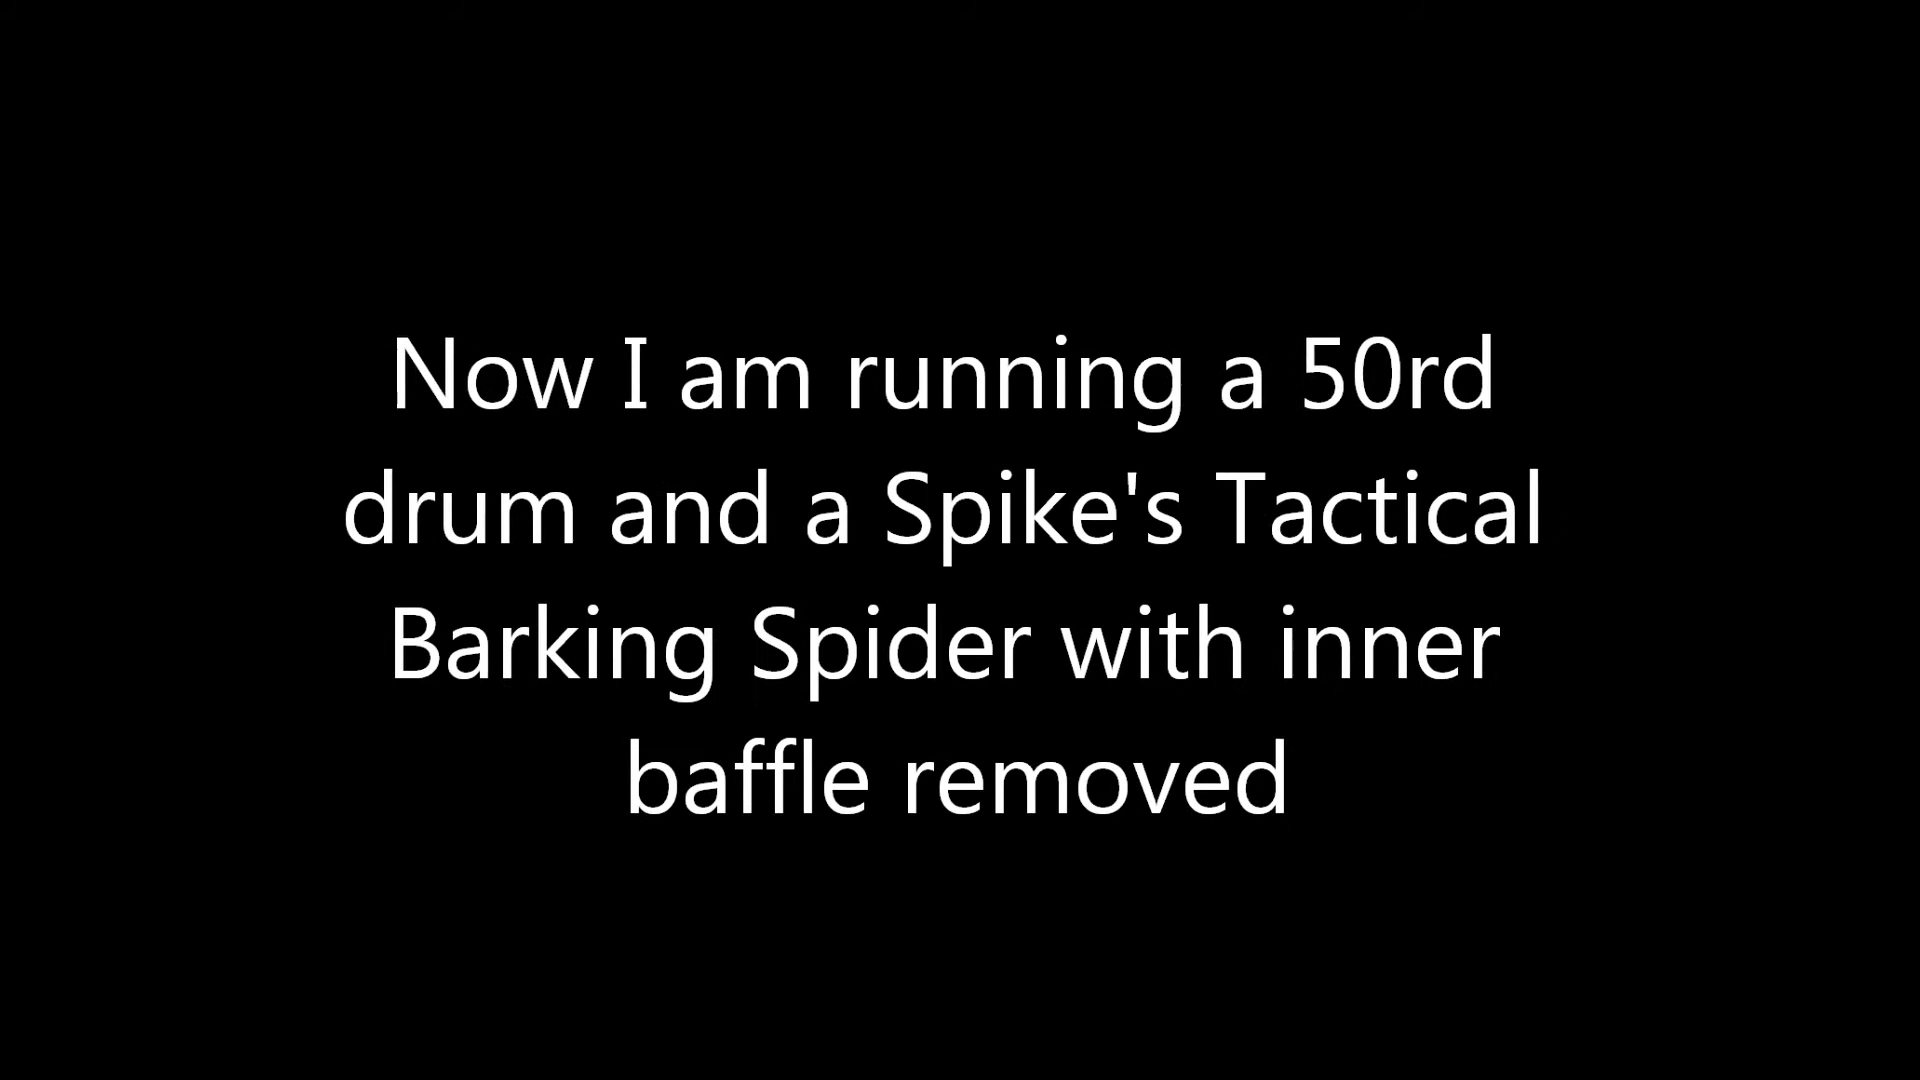 Now I am running a 50rd
drum and a Spike's Tactical
Barking Spider with inner
baffle removed